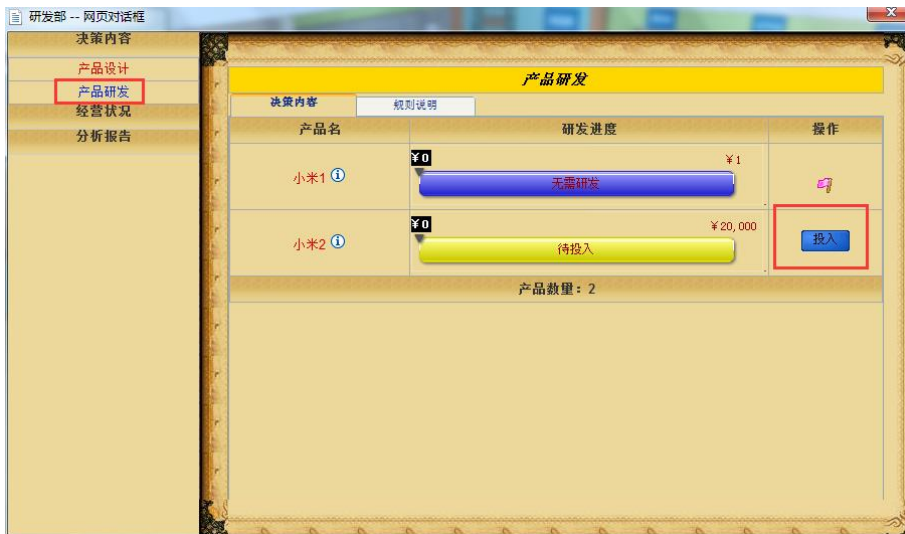 研发部 -- 网页对话框
决策内容
产品设计
产品研发
经营状况
分析报告
产品研发
决策内容 规则说明
产品名 研发进度 操作
¥0 ¥1
小米1 无需研发
¥0 ¥20,000
小米2 待投入 投入
产品数量：2